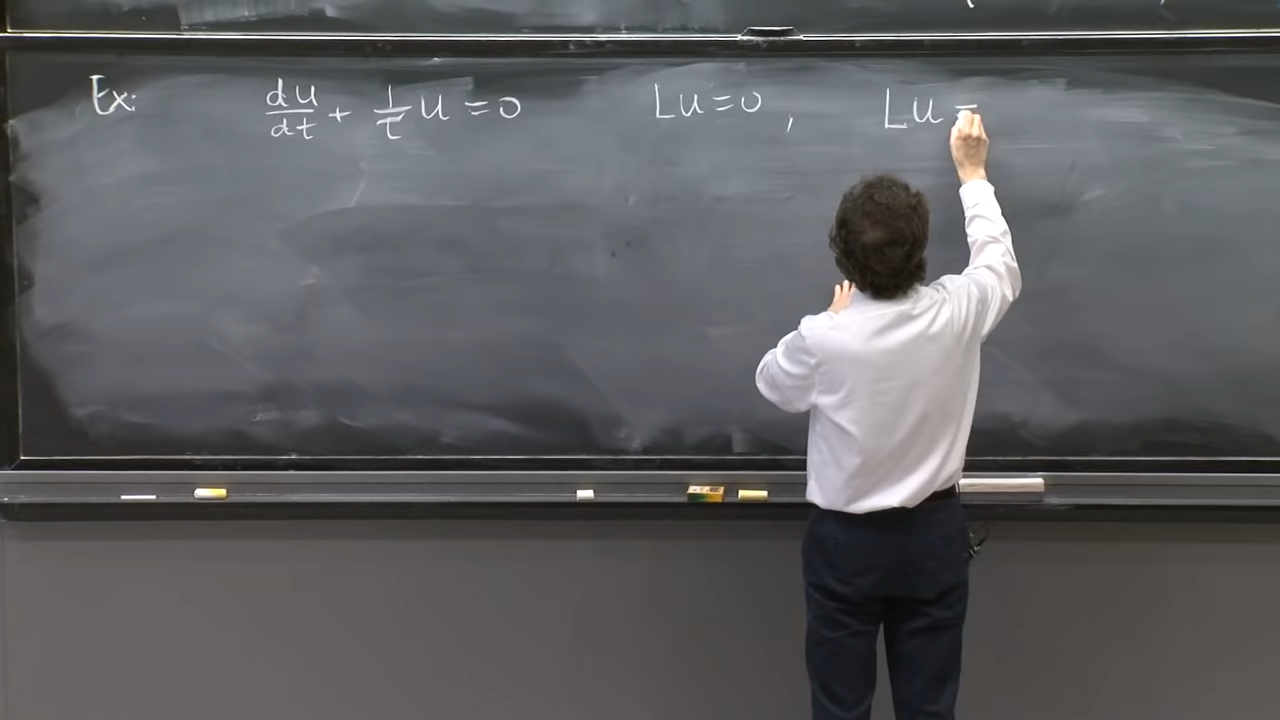 Ex: du/dt + 1/τ u = 0 Lu = 0, Lu =